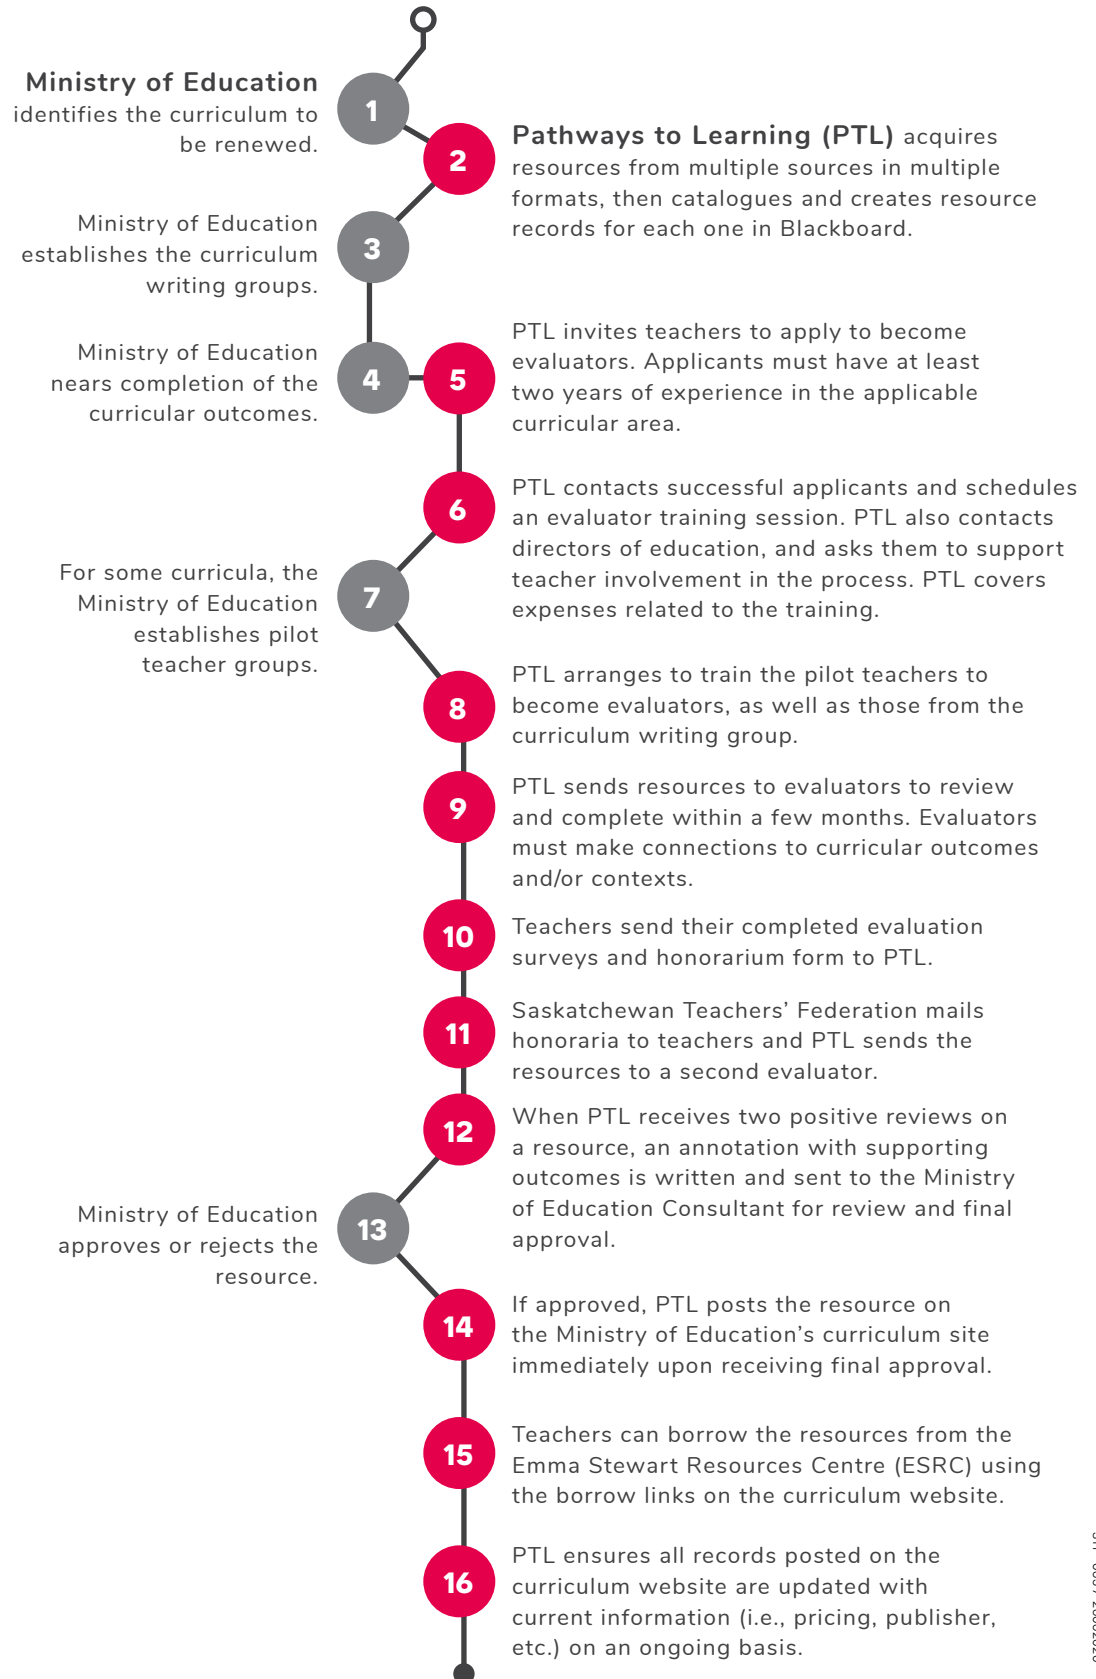 Ministry of Education
identifies the curriculum to
be renewed.
1
2
Pathways to Learning (PTL) acquires
resources from multiple sources in multiple
formats, then catalogues and creates resource
records for each one in Blackboard.
Ministry of Education
establishes the curriculum
writing groups.
3
Ministry of Education
nears completion of the
curricular outcomes.
4
5
PTL invites teachers to apply to become
evaluators. Applicants must have at least
two years of experience in the applicable
curricular area.
6
PTL contacts successful applicants and schedules
an evaluator training session. PTL also contacts
directors of education, and asks them to support
teacher involvement in the process. PTL covers
expenses related to the training.
For some curricula, the
Ministry of Education
establishes pilot
teacher groups.
7
8
PTL arranges to train the pilot teachers to
become evaluators, as well as those from the
curriculum writing group.
9
PTL sends resources to evaluators to review
and complete within a few months. Evaluators
must make connections to curricular outcomes
and/or contexts.
10
Teachers send their completed evaluation
surveys and honorarium form to PTL.
11
Saskatchewan Teachers’ Federation mails
honoraria to teachers and PTL sends the
resources to a second evaluator.
12
When PTL receives two positive reviews on
a resource, an annotation with supporting
outcomes is written and sent to the Ministry
of Education Consultant for review and final
approval.
Ministry of Education
approves or rejects the
resource.
13
14
If approved, PTL posts the resource on
the Ministry of Education’s curriculum site
immediately upon receiving final approval.
15
Teachers can borrow the resources from the
Emma Stewart Resources Centre (ESRC) using
the borrow links on the curriculum website.
16
PTL ensures all records posted on the
curriculum website are updated with
current information (i.e., pricing, publisher,
etc.) on an ongoing basis.